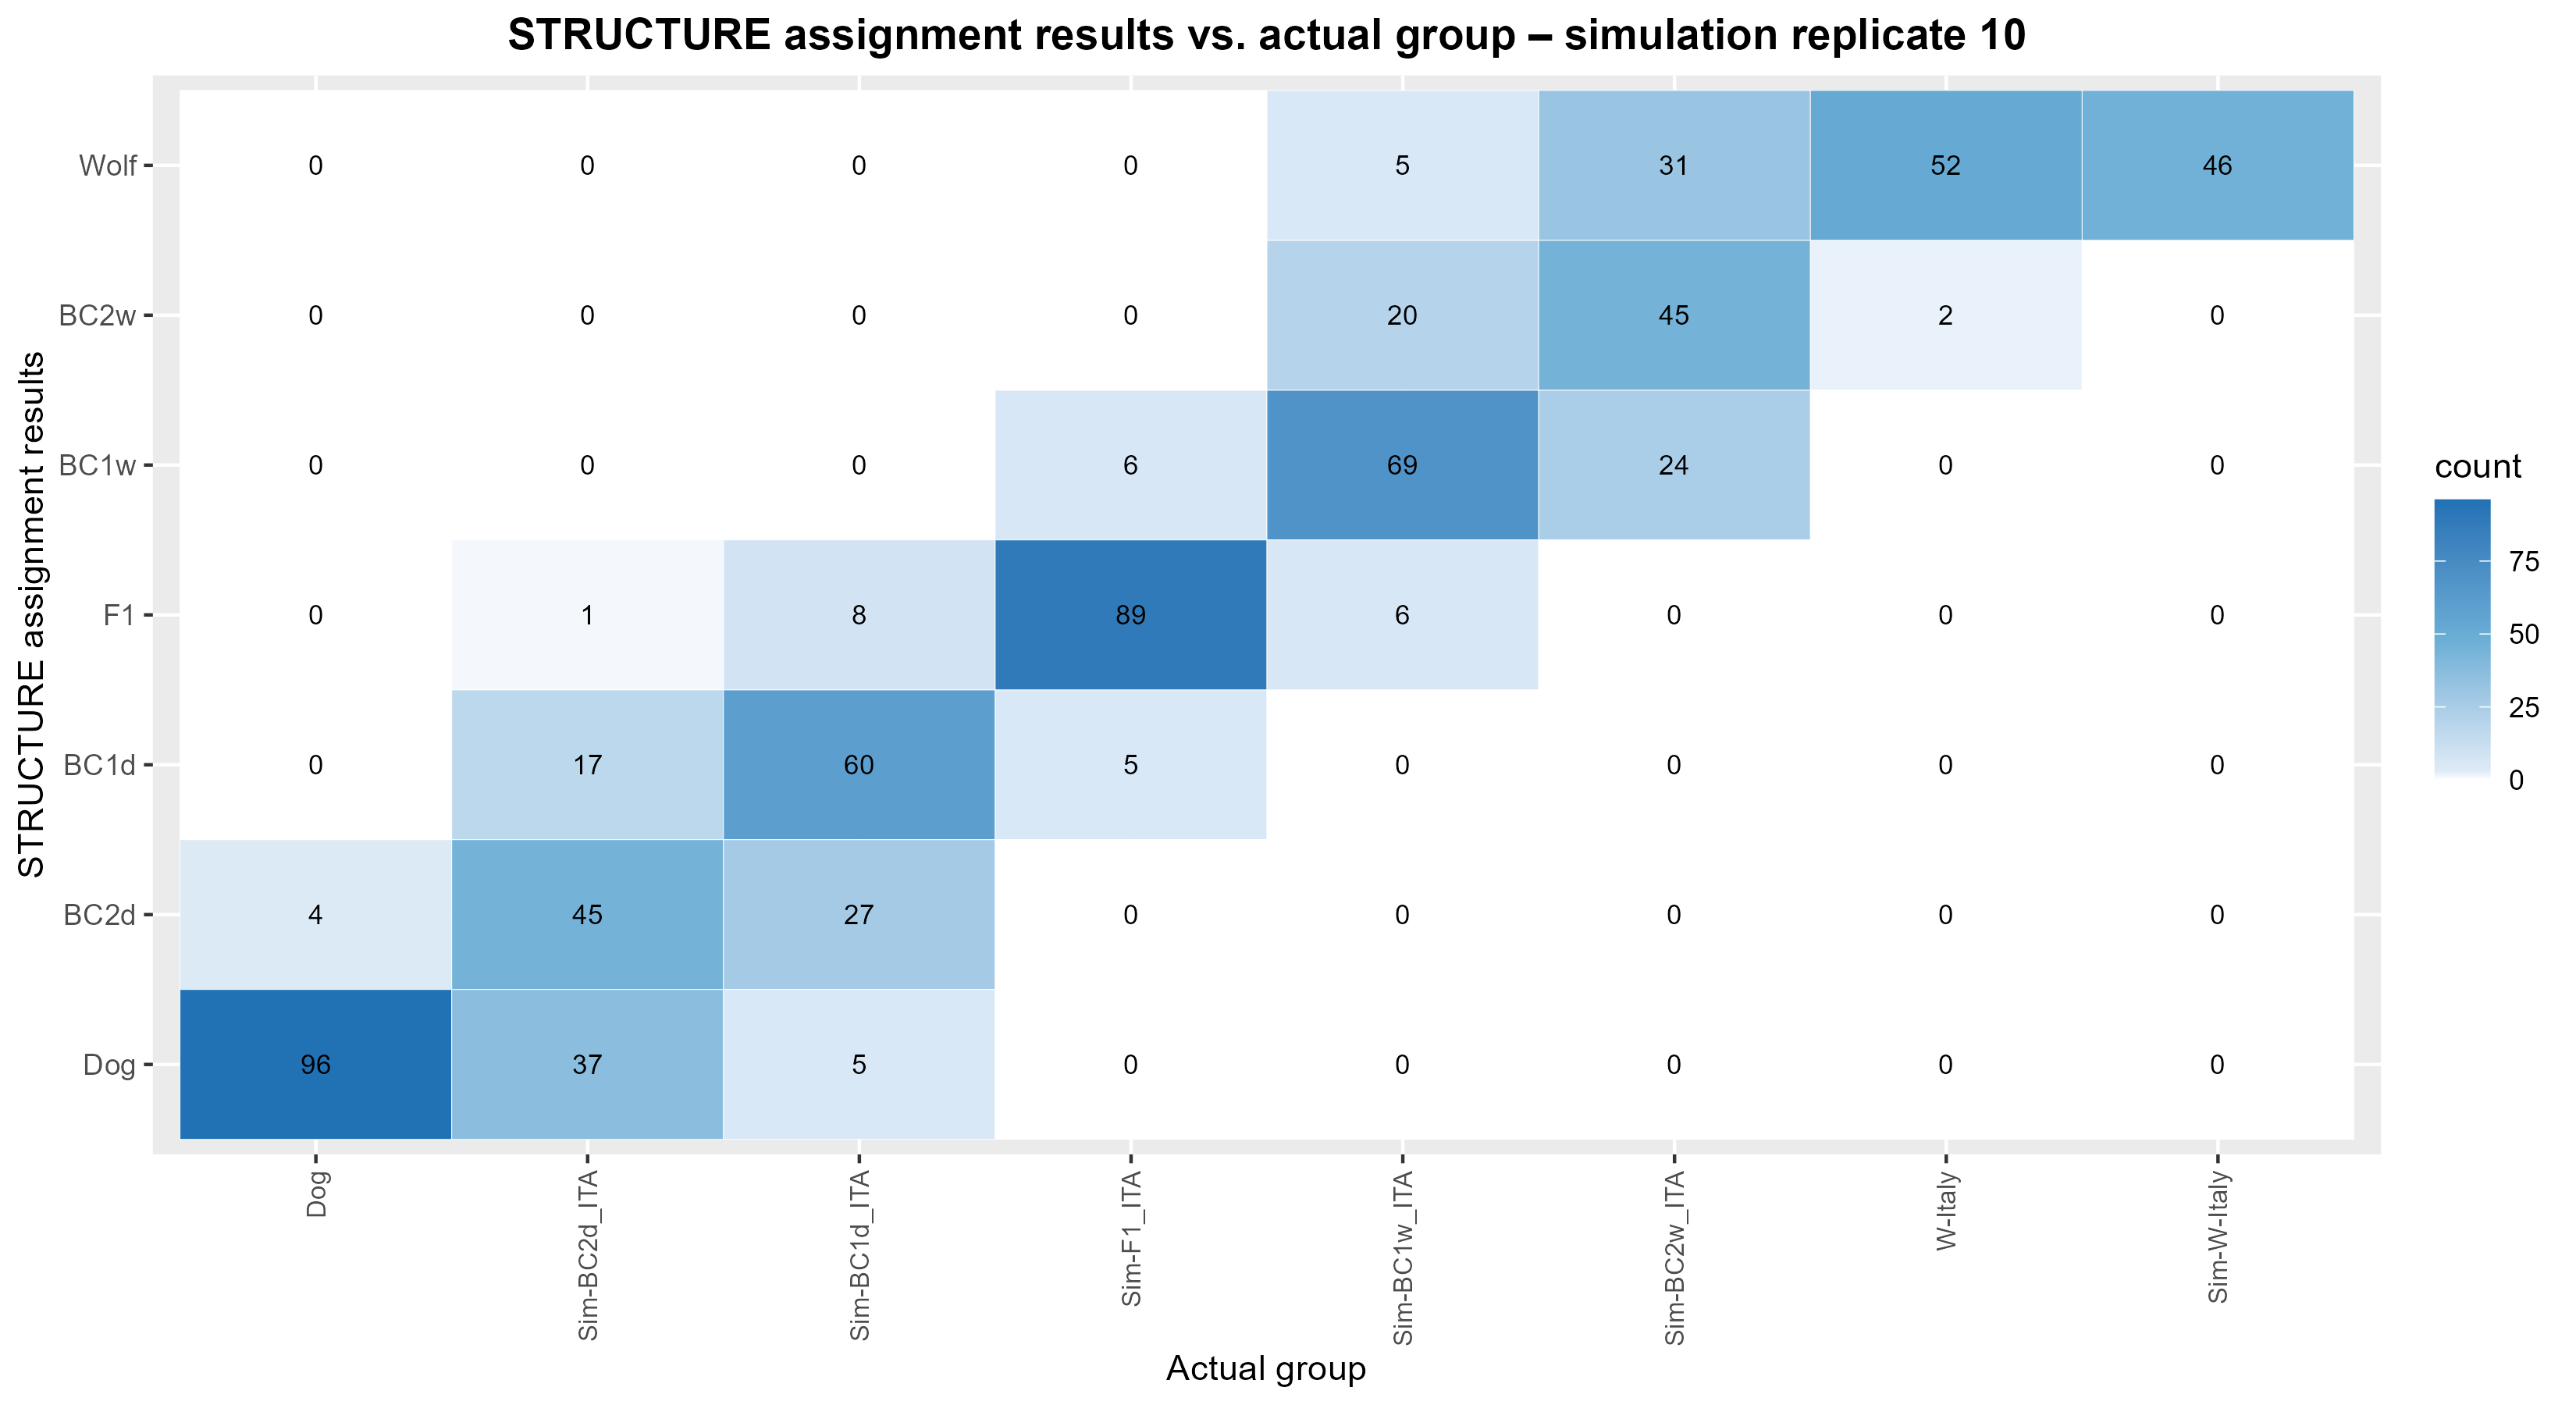 STRUCTURE assignment results vs. actual group – simulation replicate 10
STRUCTURE assignment results
Wolf 0 0 0 0 5 31 52 46
BC2w 0 0 0 0 20 45 2 0
BC1w 0 0 0 6 69 24 0 0
F1 0 1 8 89 6 0 0 0
BC1d 0 17 60 5 0 0 0 0
BC2d 4 45 27 0 0 0 0 0
Dog 96 37 5 0 0 0 0 0
Dog
Sim-BC2d_ITA
Sim-BC1d_ITA
Sim-F1_ITA
Sim-BC1w_ITA
Sim-BC2w_ITA
W-Italy
Sim-W-Italy
Actual group
count
75
50
25
0